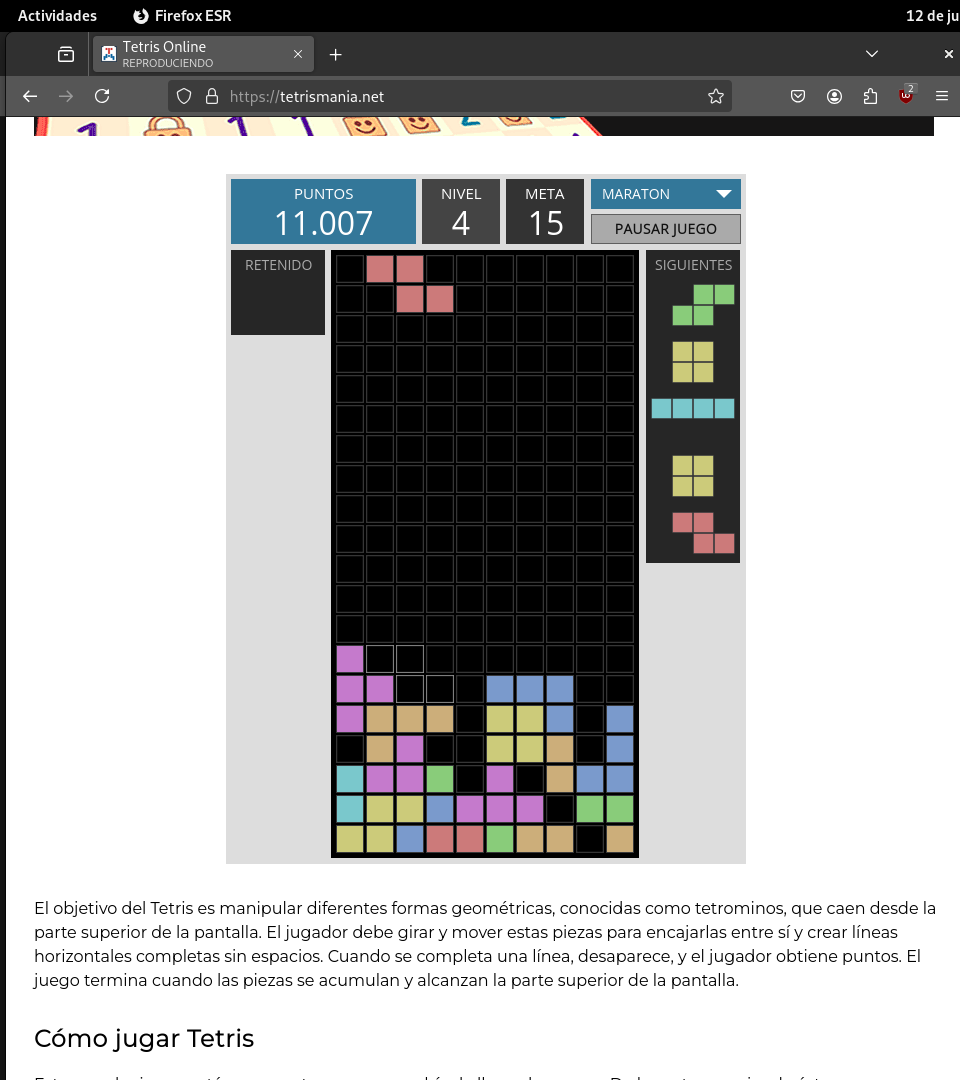 Actividades
Firefox ESR
12 de ju
Tetris Online
REPRODUCIENDO
https://tetrismania.net
2
PUNTOS
11.007
NIVEL
4
META
15
MARATON
PAUSAR JUEGO
RETENIDO
SIGUIENTES
El objetivo del Tetris es manipular diferentes formas geométricas, conocidas como tetrominos, que caen desde la
parte superior de la pantalla. El jugador debe girar y mover estas piezas para encajarlas entre sí y crear líneas
horizontales completas sin espacios. Cuando se completa una línea, desaparece, y el jugador obtiene puntos. El
juego termina cuando las piezas se acumulan y alcanzan la parte superior de la pantalla.
Cómo jugar Tetris